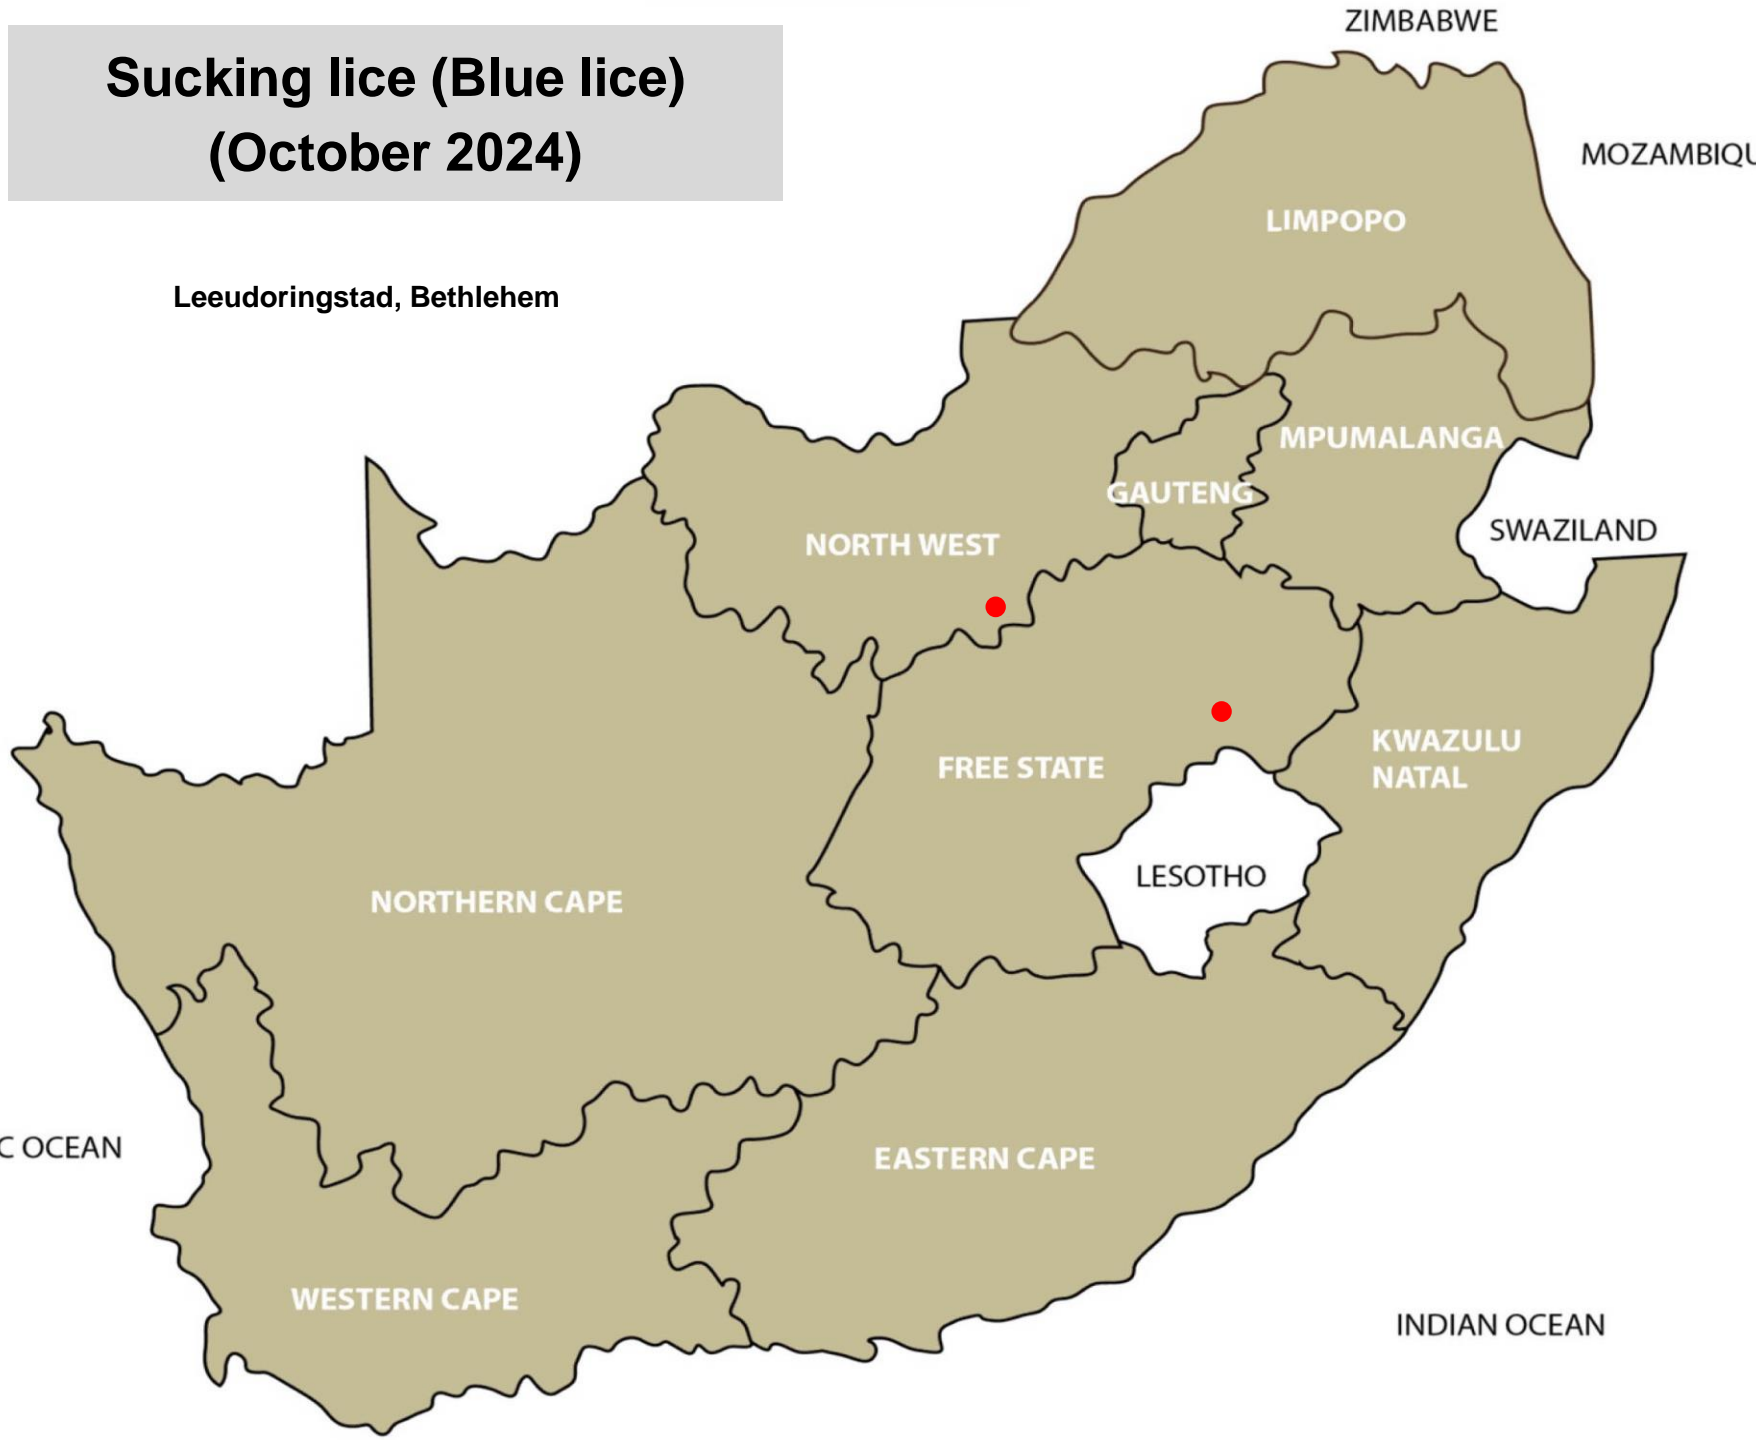 Sucking lice (Blue lice)
(October 2024)
Leeudoringstad, Bethlehem
ZIMBABWE
MOZAMBIQU
LIMPOPO
MPUMALANGA
GAUTENG
SWAZILAND
NORTH WEST
KWAZULU
NATAL
FREE STATE
LESOTHO
NORTHERN CAPE
C OCEAN
EASTERN CAPE
WESTERN CAPE
INDIAN OCEAN